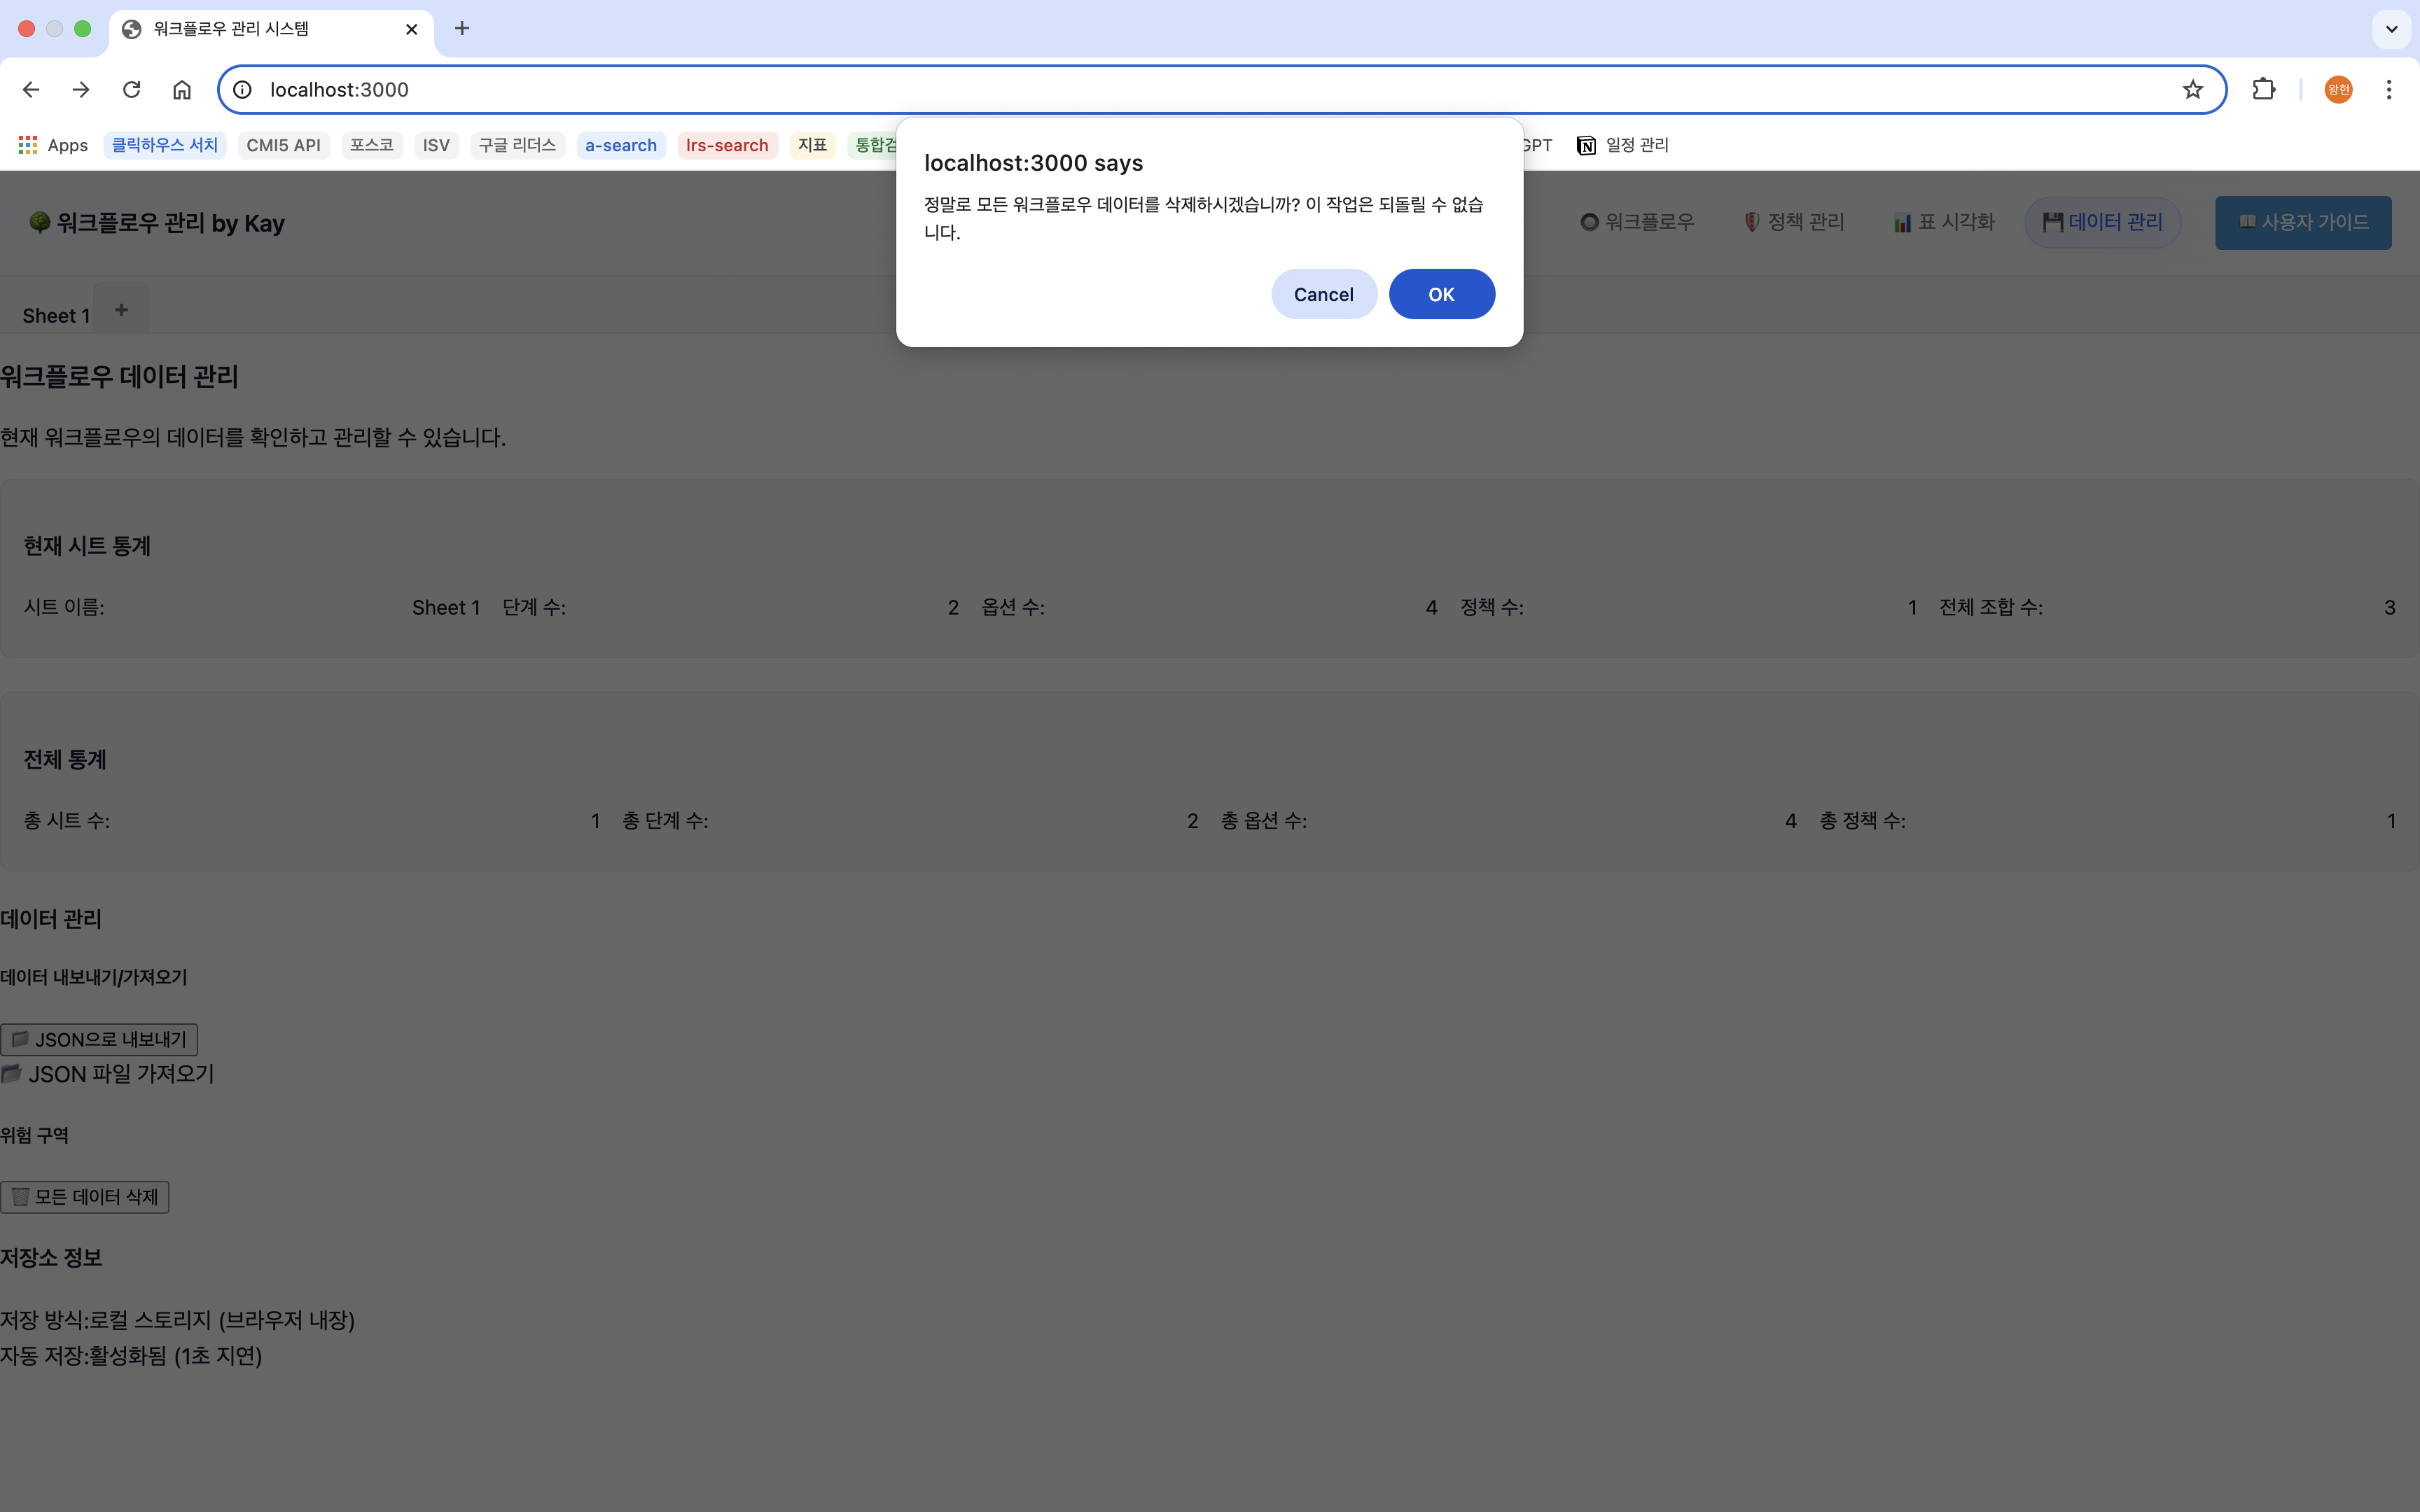 워크플로우 관리 시스템
localhost:3000
Apps 클릭하우스 서치 CMI5 API 포스코 ISV 구글 리더스 a-search lrs-search 지표 통합검 GPT 일정 관리
왕현
localhost:3000 says
정말로 모든 워크플로우 데이터를 삭제하시겠습니까? 이 작업은 되돌릴 수 없습
니다.
Cancel OK
워크플로우 관리 by Kay
워크플로우 정책 관리 표 시각화 데이터 관리 사용자 가이드
Sheet 1 +
워크플로우 데이터 관리
현재 워크플로우의 데이터를 확인하고 관리할 수 있습니다.
현재 시트 통계
시트 이름: Sheet 1 단계 수: 2 옵션 수: 4 정책 수: 1 전체 조합 수: 3
전체 통계
총 시트 수: 1 총 단계 수: 2 총 옵션 수: 4 총 정책 수: 1
데이터 관리
데이터 내보내기/가져오기
JSON으로 내보내기
JSON 파일 가져오기
위험 구역
모든 데이터 삭제
저장소 정보
저장 방식:로컬 스토리지 (브라우저 내장)
자동 저장:활성화됨 (1초 지연)